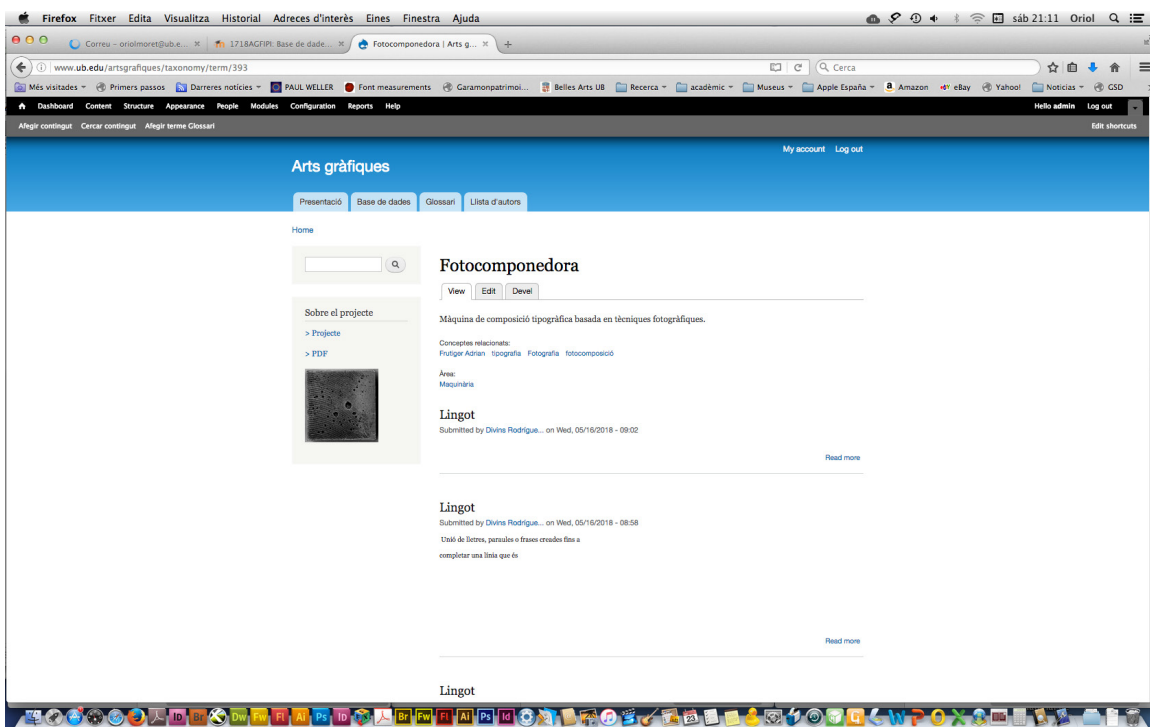 Firefox Fitxer Edita Visualitza Historial Adreces d'interès Eines Finestra Ajuda sáb 21:11 Oriol
Correu – oriolmoret@ub.e... 1718AGFIPI: Base de dade... Fotocomponedora | Arts g...
www.ub.edu/artsgrafiques/taxonomy/term/393 Cerca
Més visitades Primers passos Darreres notícies PAUL WELLER Font measurements Garamonpatrimoi... Belles Arts UB Recerca acadèmic Museus Apple España Amazon eBay Yahoo! Noticias GSD
Dashboard Content Structure Appearance People Modules Configuration Reports Help Hello admin Log out
Afegir contingut Cercar contingut Afegir terme Glossari Edit shortcuts
My account Log out
Arts gràfiques
Presentació Base de dades Glossari Llista d'autors
Home
Fotocomponedora
View Edit Devel
Sobre el projecte
> Projecte
> PDF
Màquina de composició tipogràfica basada en tècniques fotogràfiques.
Conceptes relacionats:
Frutiger Adrian tipografia Fotografia fotocomposició
Àrea:
Maquinària
Lingot
Submitted by Divins Rodrigue... on Wed, 05/16/2018 - 09:02
Read more
Lingot
Submitted by Divins Rodrigue... on Wed, 05/16/2018 - 08:58
Unió de lletres, paraules o frases creades fins a
completar una línia que és
Read more
Lingot